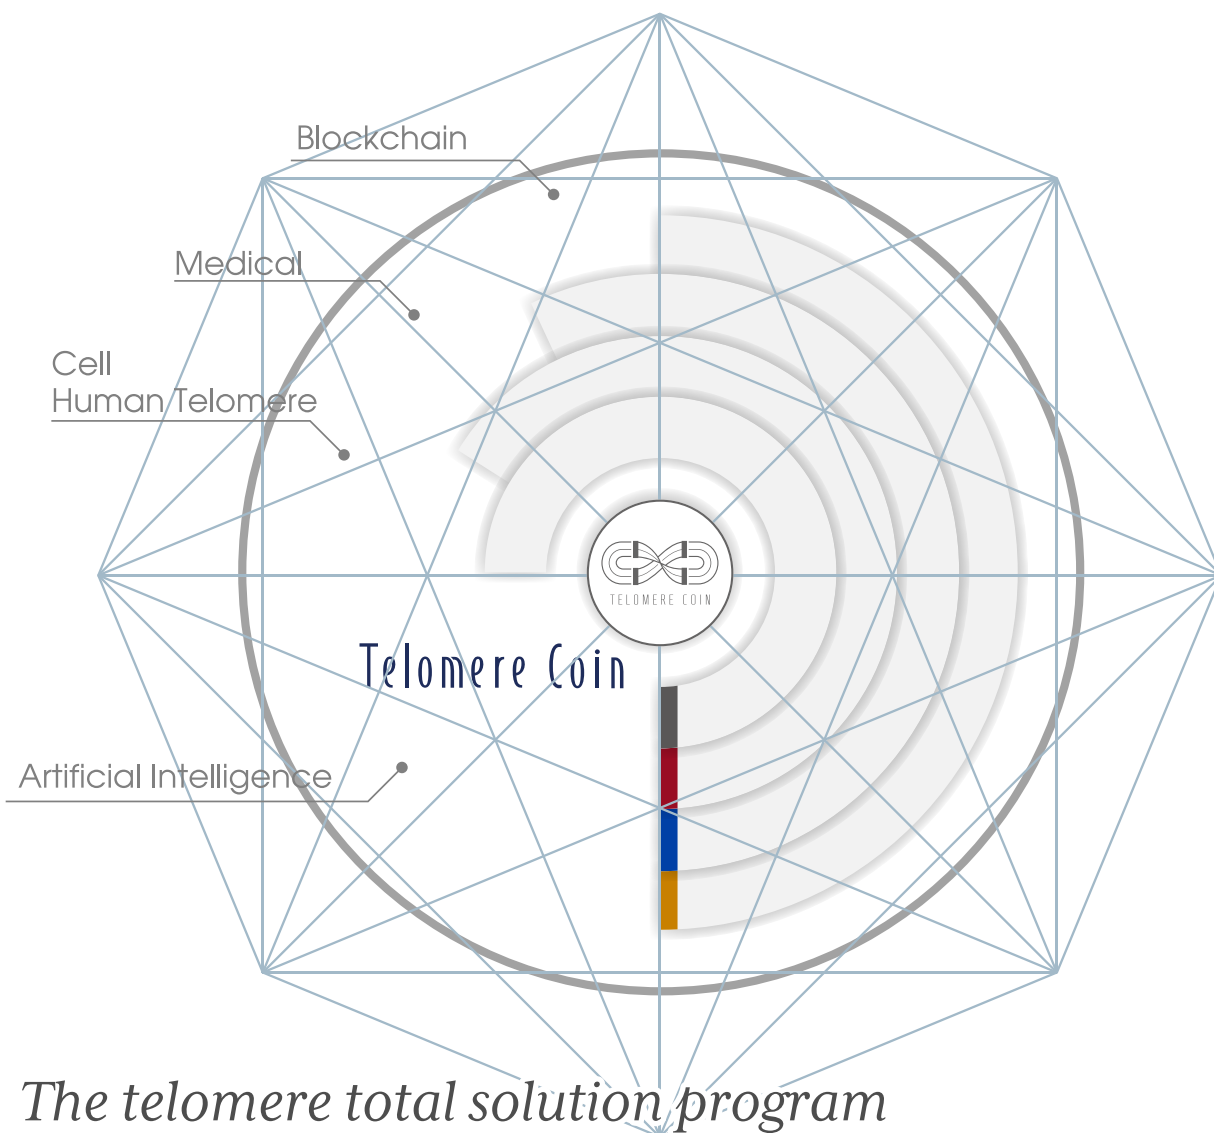 Blockchain
Medical
Cell
Human Telomere
TELOMERE COIN
Telomere Coin
Artificial Intelligence
The telomere total solution program